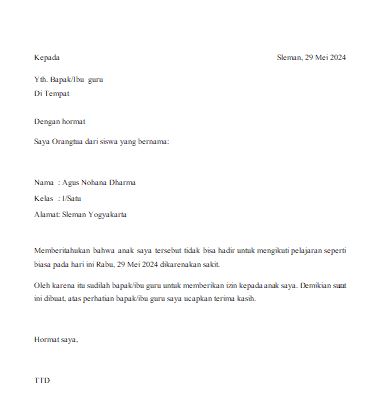 Kepada Sleman, 29 Mei 2024
Yth. Bapak/Ibu guru
Di Tempat
Dengan hormat
Saya Orangtua dari siswa yang bernama:
Nama : Agus Nohana Dharma
Kelas : I/Satu
Alamat: Sleman Yogyakarta
Memberitahukan bahwa anak saya tersebut tidak bisa hadir untuk mengikuti pelajaran seperti
biasa pada hari ini Rabu, 29 Mei 2024 dikarenakan sakit.
Oleh karena itu sudilah bapak/ibu guru untuk memberikan izin kepada anak saya. Demikian surat
ini dibuat, atas perhatian bapak/ibu guru saya ucapkan terima kasih.
Hormat saya,
TTD